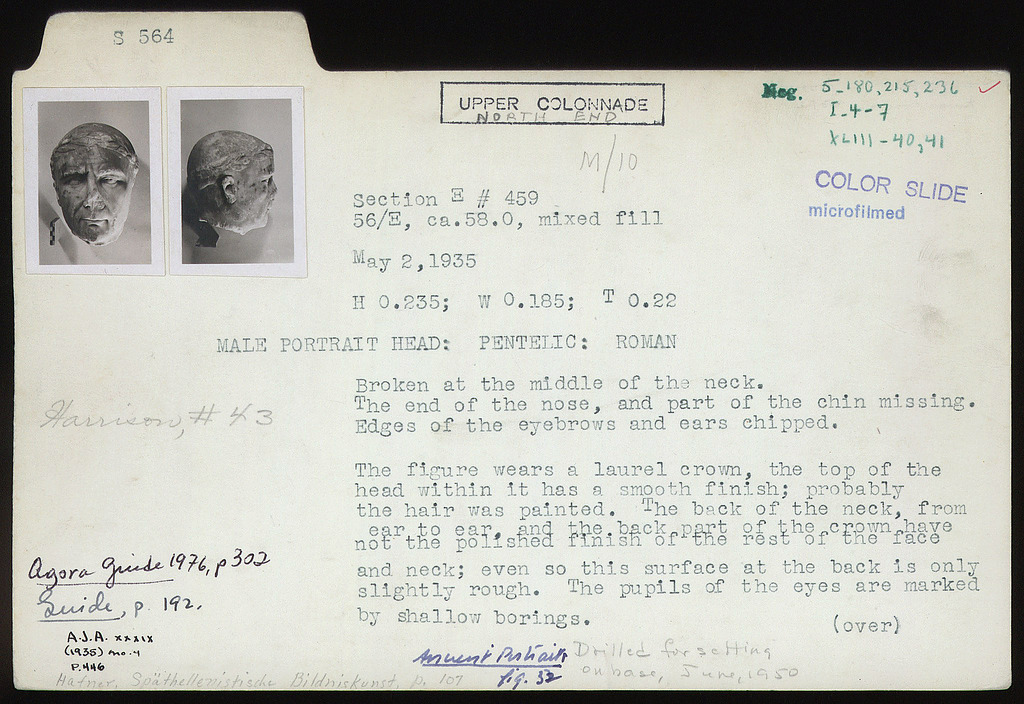 S 564
UPPER COLONNADE
NORTH END
Neg. 5-180,215,236
I-4-7
XLIII-40,41
M/10
COLOR SLIDE
microfilmed
Section E # 459
56/E, ca.58.0, mixed fill
May 2,1935
H 0.235; W 0.185; T 0.22
MALE PORTRAIT HEAD: PENTELIC: ROMAN
Broken at the middle of the neck.
The end of the nose, and part of the chin missing.
Edges of the eyebrows and ears chipped.
Harrison, # 43
The figure wears a laurel crown, the top of the
head within it has a smooth finish; probably
the hair was painted. The back of the neck, from
ear to ear, and the back part of the crown have
not the polished finish of the rest of the face
and neck; even so this surface at the back is only
slightly rough. The pupils of the eyes are marked
by shallow borings.
(over)
Agora Guide 1976, p 302
Guide, p. 192.
A.J.A. XXXIX
(1935) no. 4
P. 446
Hafner, Späthellenistische Bildniskunst, p. 107
Ancient Portraits
fig. 32
Drilled for setting
on base, June, 1950